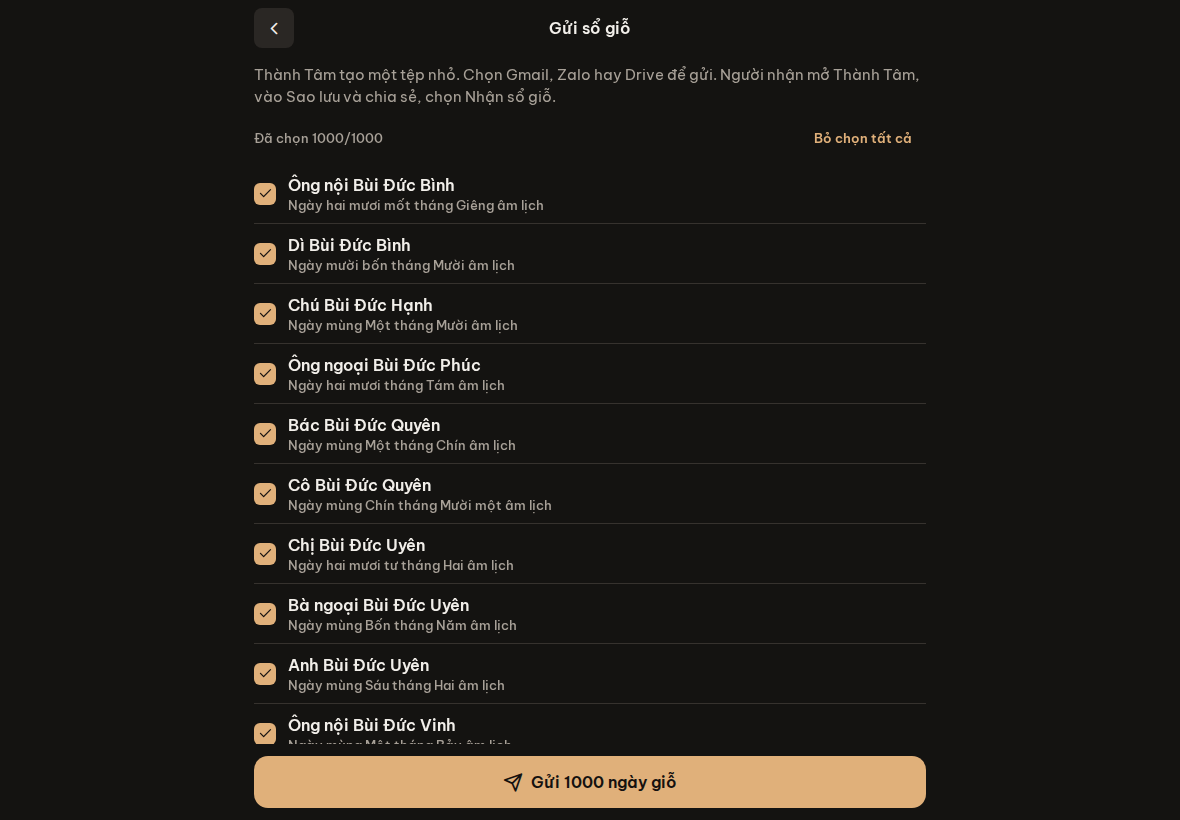 Gửi sổ giỗ
Thành Tâm tạo một tệp nhỏ. Chọn Gmail, Zalo hay Drive để gửi. Người nhận mở Thành Tâm,
vào Sao lưu và chia sẻ, chọn Nhận sổ giỗ.
Đã chọn 1000/1000
Bỏ chọn tất cả
Ông nội Bùi Đức Bình
Ngày hai mươi mốt tháng Giêng âm lịch
Dì Bùi Đức Bình
Ngày mười bốn tháng Mười âm lịch
Chú Bùi Đức Hạnh
Ngày mùng Một tháng Mười âm lịch
Ông ngoại Bùi Đức Phúc
Ngày hai mươi tháng Tám âm lịch
Bác Bùi Đức Quyên
Ngày mùng Một tháng Chín âm lịch
Cô Bùi Đức Quyên
Ngày mùng Chín tháng Mười một âm lịch
Chị Bùi Đức Uyên
Ngày hai mươi tư tháng Hai âm lịch
Bà ngoại Bùi Đức Uyên
Ngày mùng Bốn tháng Năm âm lịch
Anh Bùi Đức Uyên
Ngày mùng Sáu tháng Hai âm lịch
Ông nội Bùi Đức Vinh
Ngày mùng Một tháng Bảy âm lịch
Gửi 1000 ngày giỗ